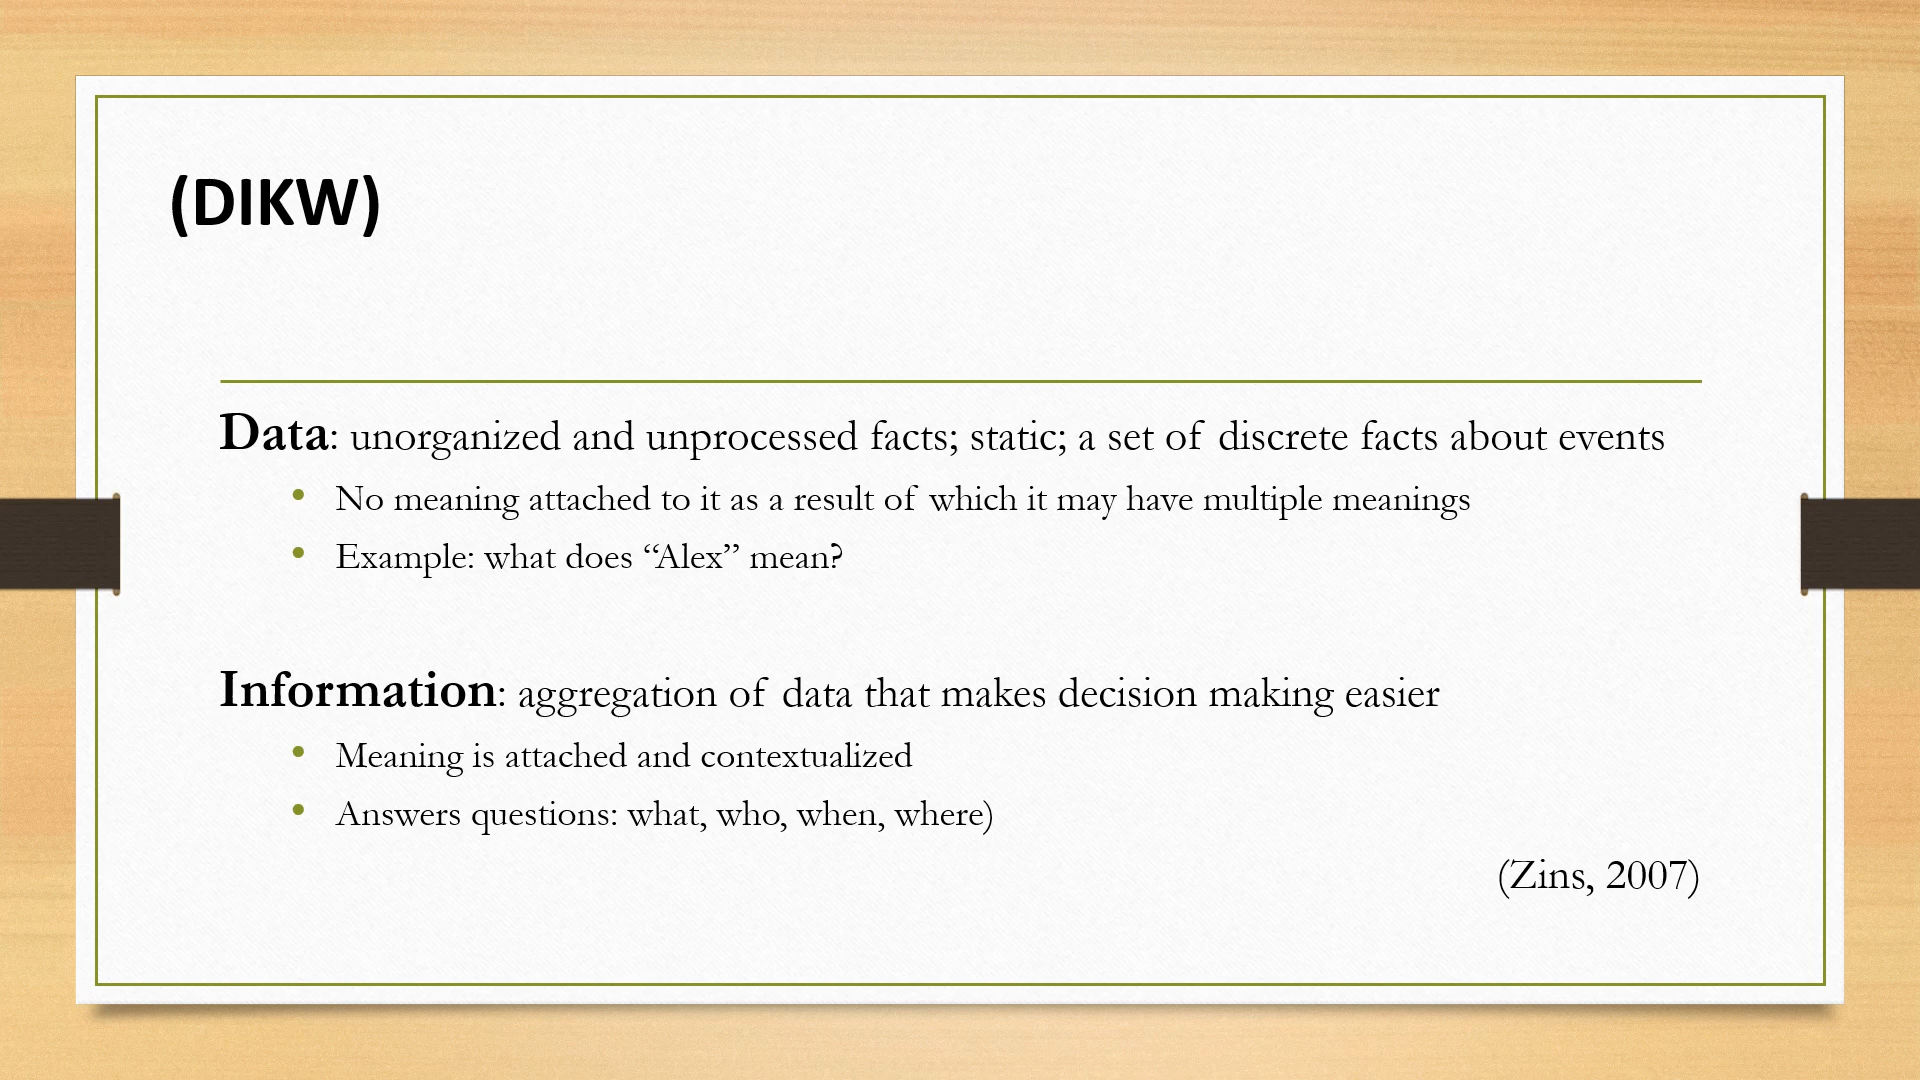 (DIKW)
Data: unorganized and unprocessed facts; static; a set of discrete facts about events
• No meaning attached to it as a result of which it may have multiple meanings
• Example: what does “Alex” mean?
Information: aggregation of data that makes decision making easier
• Meaning is attached and contextualized
• Answers questions: what, who, when, where)
(Zins, 2007)